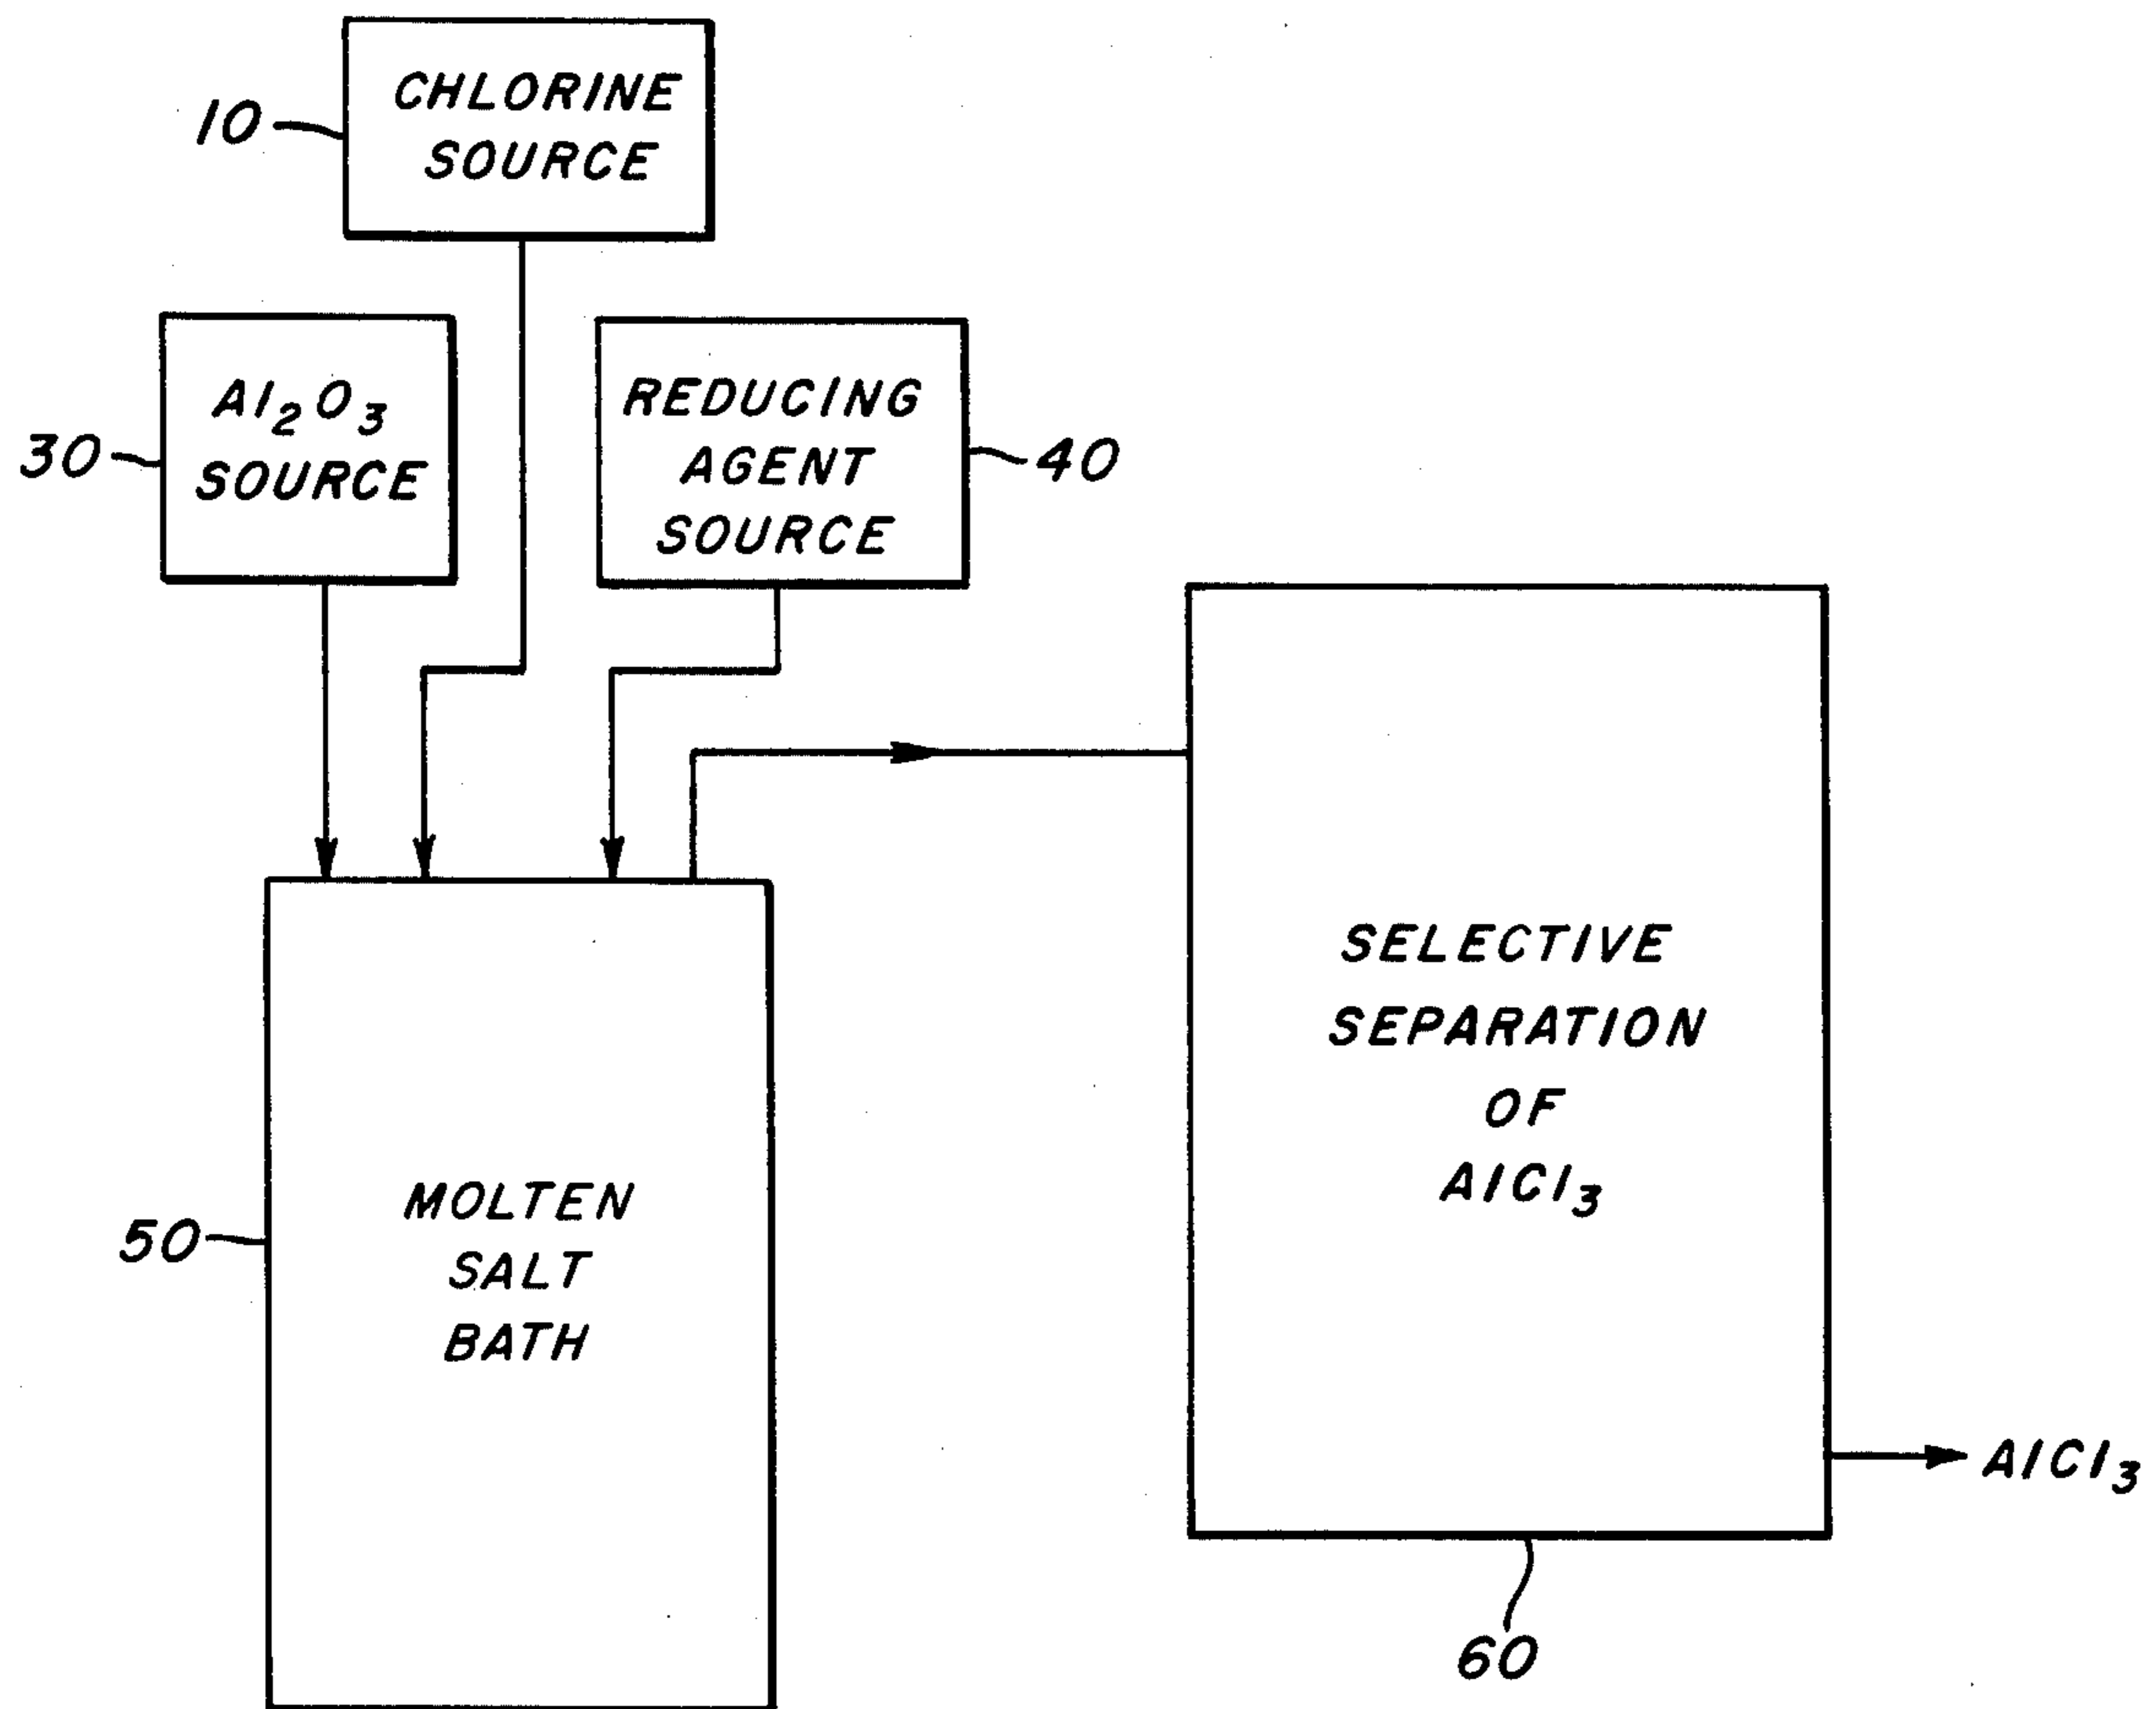 CHLORINE
SOURCE
10
Al₂O₃
SOURCE
30
REDUCING
AGENT
SOURCE
40
SELECTIVE
SEPARATION
OF
AlCl₃
MOLTEN
SALT
BATH
50
AlCl₃
60